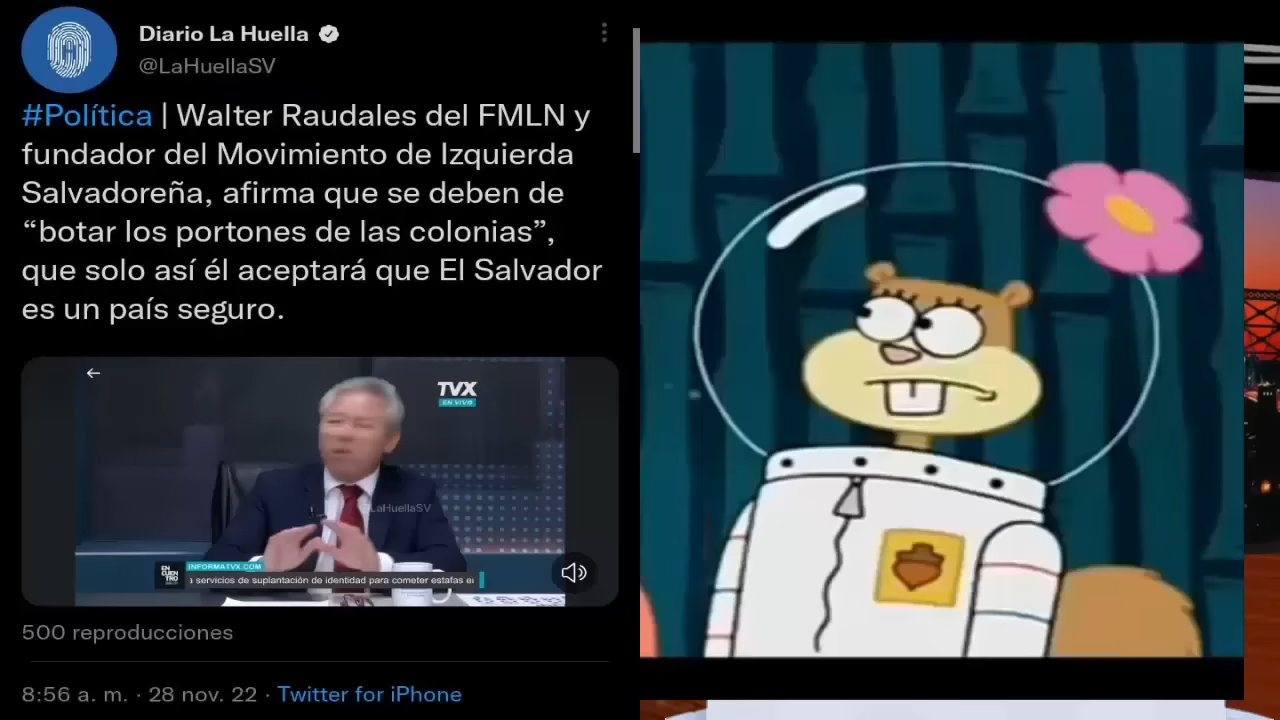 Diario La Huella
@LaHuellaSV
#Política | Walter Raudales del FMLN y
fundador del Movimiento de Izquierda
Salvadoreña, afirma que se deben de
“botar los portones de las colonias”,
que solo así él aceptará que El Salvador
es un país seguro.
TVX
EN VIVO
LaHuellaSV
INFORMATVX.COM
EN
CUEN
TRO
servicios de suplantación de identidad para cometer estafas
500 reproducciones
8:56 a. m. · 28 nov. 22 · Twitter for iPhone